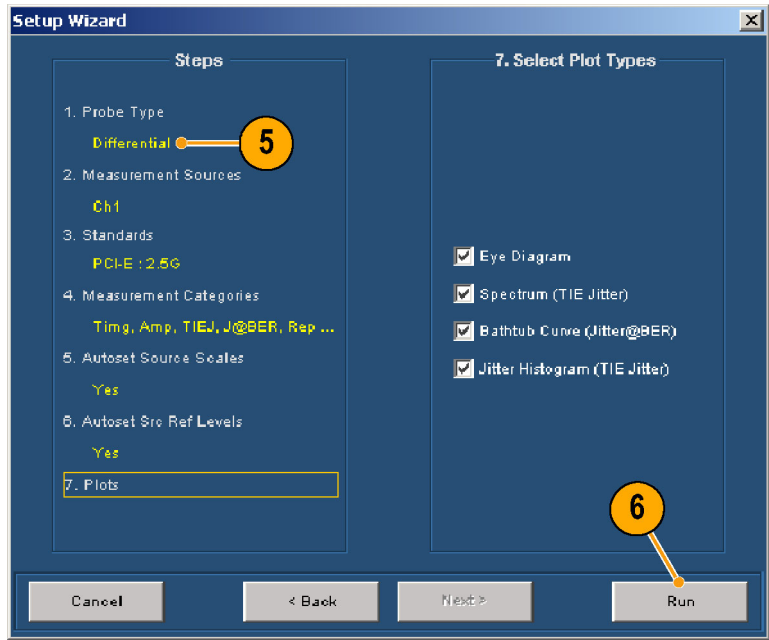 Setup Wizard
Steps
1. Probe Type
Differential
5
2. Measurement Sources
Ch1
3. Standards
PCI-E : 2.5G
4. Measurement Categories
Timg, Amp, TIEJ, J@BER, Rep ...
5. Autoset Source Scales
Yes
6. Autoset Src Ref Levels
Yes
7. Plots
7. Select Plot Types
Eye Diagram
Spectrum (TIE Jitter)
Bathtub Curve (Jitter@BER)
Jitter Histogram (TIE Jitter)
6
Cancel
< Back
Next >
Run